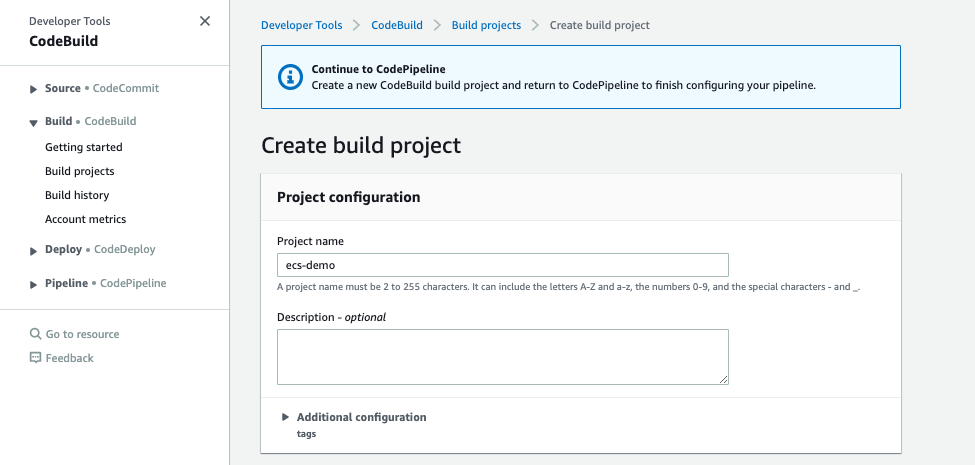 Developer Tools
CodeBuild
Source • CodeCommit
Build • CodeBuild
Getting started
Build projects
Build history
Account metrics
Deploy • CodeDeploy
Pipeline • CodePipeline
Go to resource
Feedback
Developer Tools > CodeBuild > Build projects > Create build project
Continue to CodePipeline
Create a new CodeBuild build project and return to CodePipeline to finish configuring your pipeline.
Create build project
Project configuration
Project name
ecs-demo
A project name must be 2 to 255 characters. It can include the letters A-Z and a-z, the numbers 0-9, and the special characters - and _.
Description - optional
Additional configuration
tags